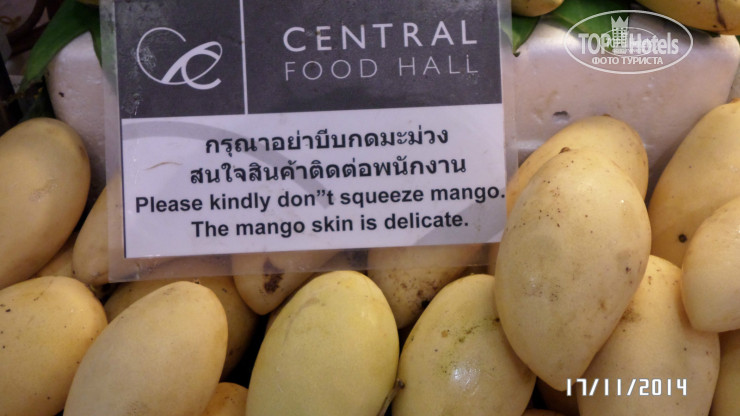 CENTRAL
FOOD HALL
TOPHotels
ФОТО ТУРИСТА
กรุณาอย่าบีบกดมะม่วง
สนใจสินค้าติดต่อพนักงาน
Please kindly don"t squeeze mango.
The mango skin is delicate.
17/11/2014